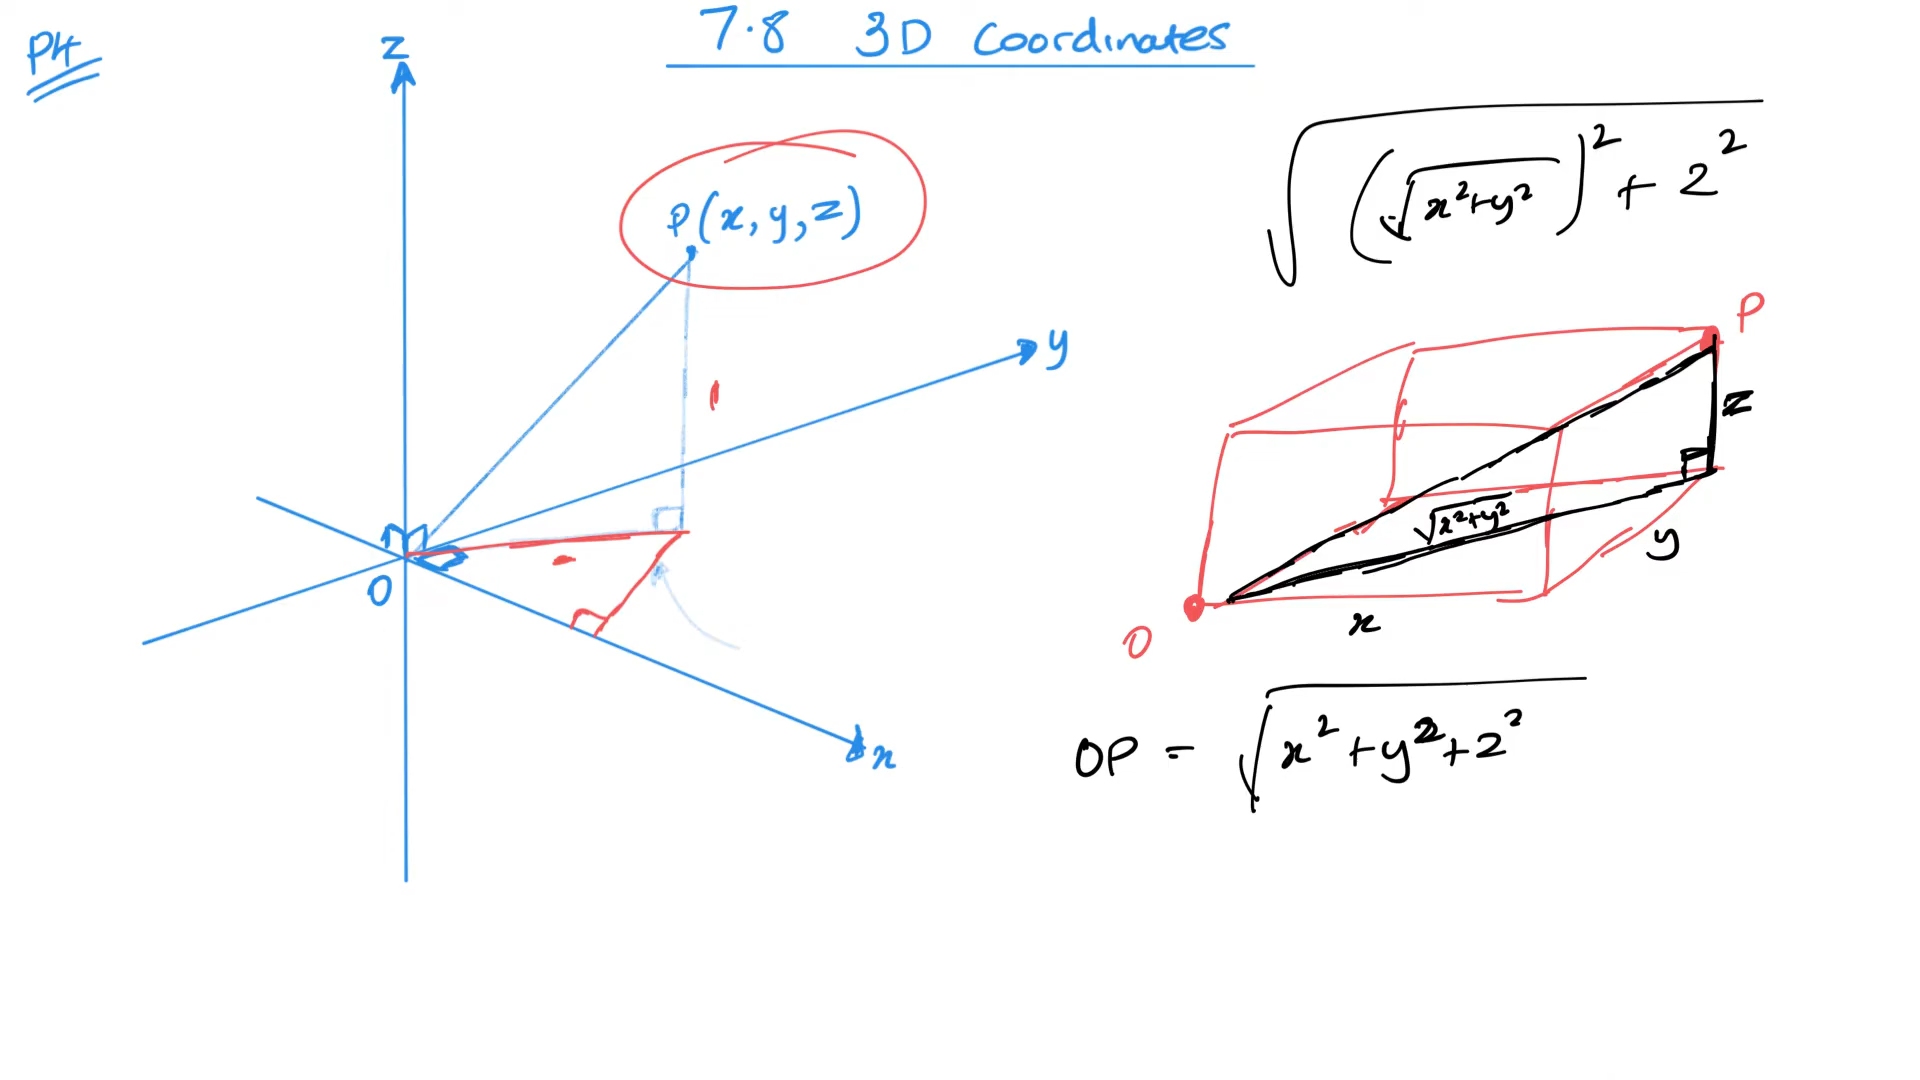 7.8 3D Coordinates
P4
z
P(x, y, z)
y
O
x
√((√(x²+y²))² + z²)
P
z
√(x²+y²)
y
x
O
OP = √(x² + y² + z²)